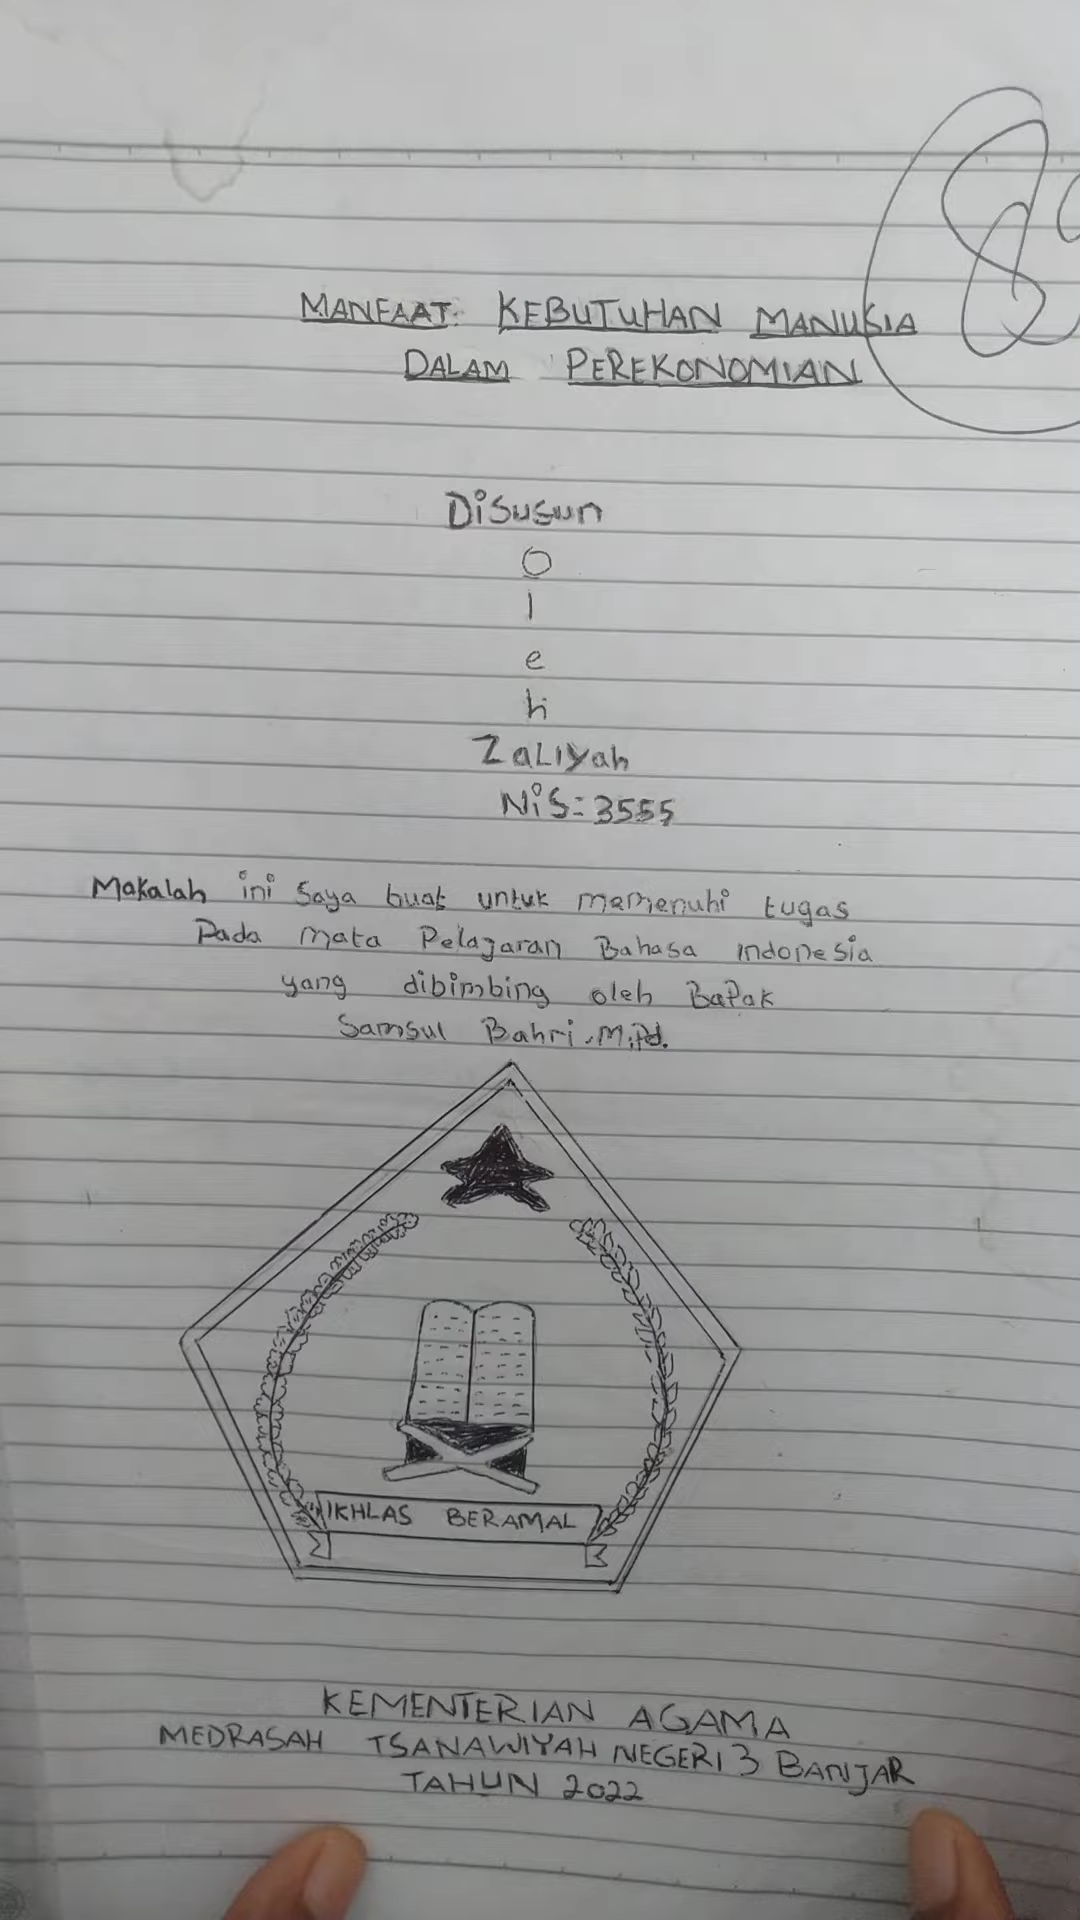 MANFAAT KEBUTUHAN MANUSIA
DALAM PEREKONOMIAN
Disusun
O
l
e
h
ZaLIyah
NiS: 3555
Makalah ini Saya buat untuk memenuhi tugas
Pada mata Pelajaran Bahasa indonesia
yang dibimbing oleh BaPak
Samsul Bahri, M.Pd.
IKHLAS BERAMAL
KEMENTERIAN AGAMA
MEDRASAH TSANAWIYAH NEGERI 3 BANJAR
TAHUN 2022